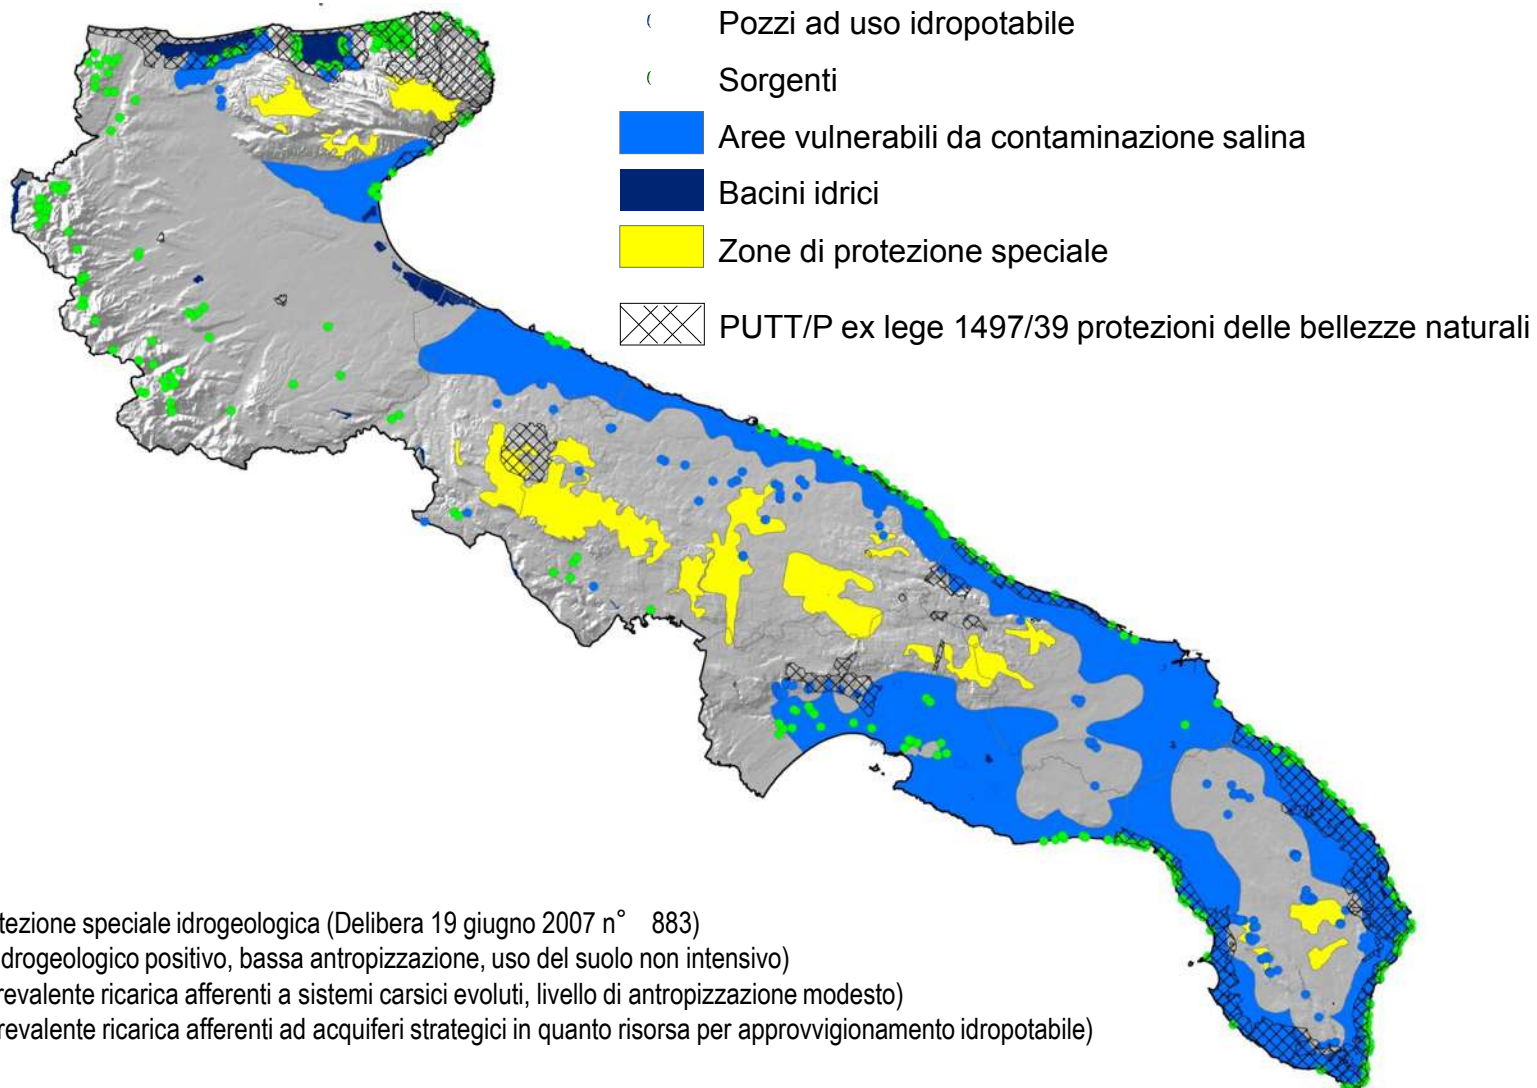 Pozzi ad uso idropotabile
Sorgenti
Aree vulnerabili da contaminazione salina
Bacini idrici
Zone di protezione speciale
PUTT/P ex lege 1497/39 protezioni delle bellezze naturali
tezione speciale idrogeologica (Delibera 19 giugno 2007 n° 883)
drogeologico positivo, bassa antropizzazione, uso del suolo non intensivo)
revalente ricarica afferenti a sistemi carsici evoluti, livello di antropizzazione modesto)
revalente ricarica afferenti ad acquiferi strategici in quanto risorsa per approvvigionamento idropotabile)